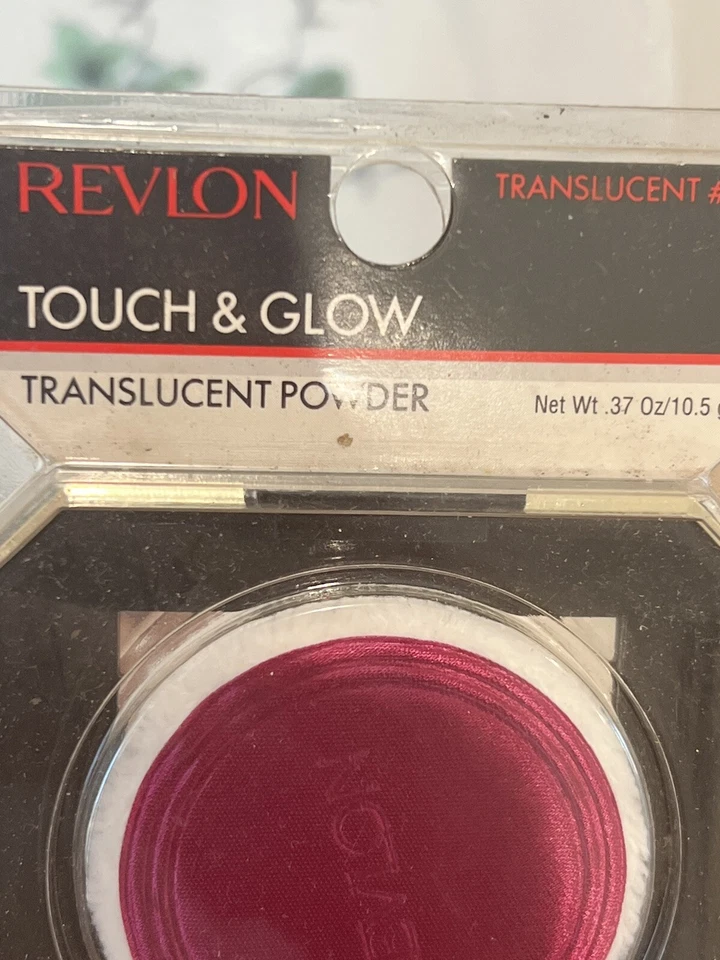 REVLON
TRANSLUCENT #
TOUCH & GLOW
TRANSLUCENT POWDER
Net Wt .37 Oz/10.5 g